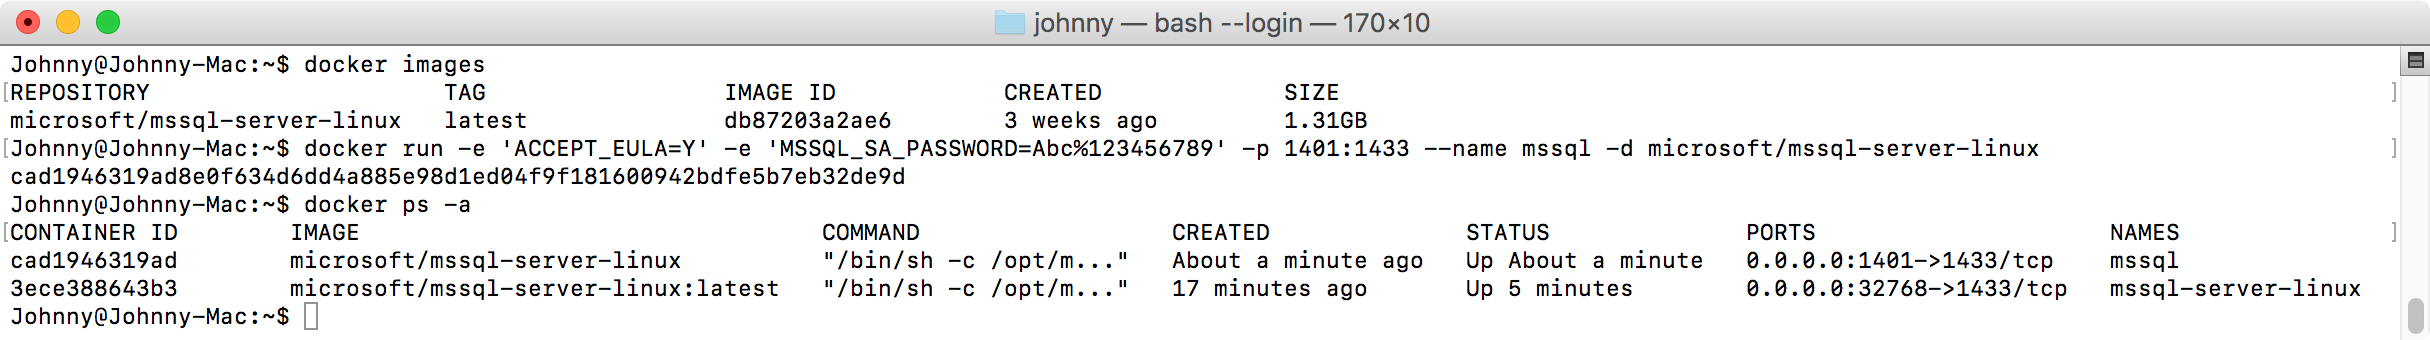 johnny — bash --login — 170×10
Johnny@Johnny-Mac:~$ docker images
REPOSITORY TAG IMAGE ID CREATED SIZE
microsoft/mssql-server-linux latest db87203a2ae6 3 weeks ago 1.31GB
Johnny@Johnny-Mac:~$ docker run -e 'ACCEPT_EULA=Y' -e 'MSSQL_SA_PASSWORD=Abc%123456789' -p 1401:1433 --name mssql -d microsoft/mssql-server-linux
cad1946319ad8e0f634d6dd4a885e98d1ed04f9f181600942bdfe5b7eb32de9d
Johnny@Johnny-Mac:~$ docker ps -a
CONTAINER ID IMAGE COMMAND CREATED STATUS PORTS NAMES
cad1946319ad microsoft/mssql-server-linux "/bin/sh -c /opt/m..." About a minute ago Up About a minute 0.0.0.0:1401->1433/tcp mssql
3ece388643b3 microsoft/mssql-server-linux:latest "/bin/sh -c /opt/m..." 17 minutes ago Up 5 minutes 0.0.0.0:32768->1433/tcp mssql-server-linux
Johnny@Johnny-Mac:~$